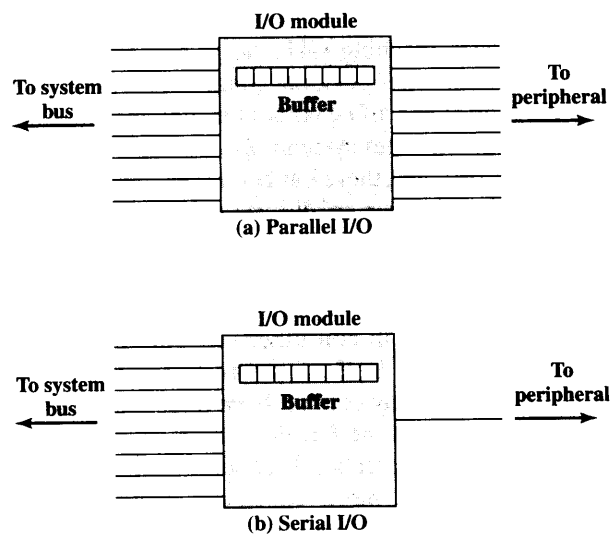 I/O module
To system
bus
Buffer
To
peripheral
(a) Parallel I/O
I/O module
To system
bus
Buffer
To
peripheral
(b) Serial I/O